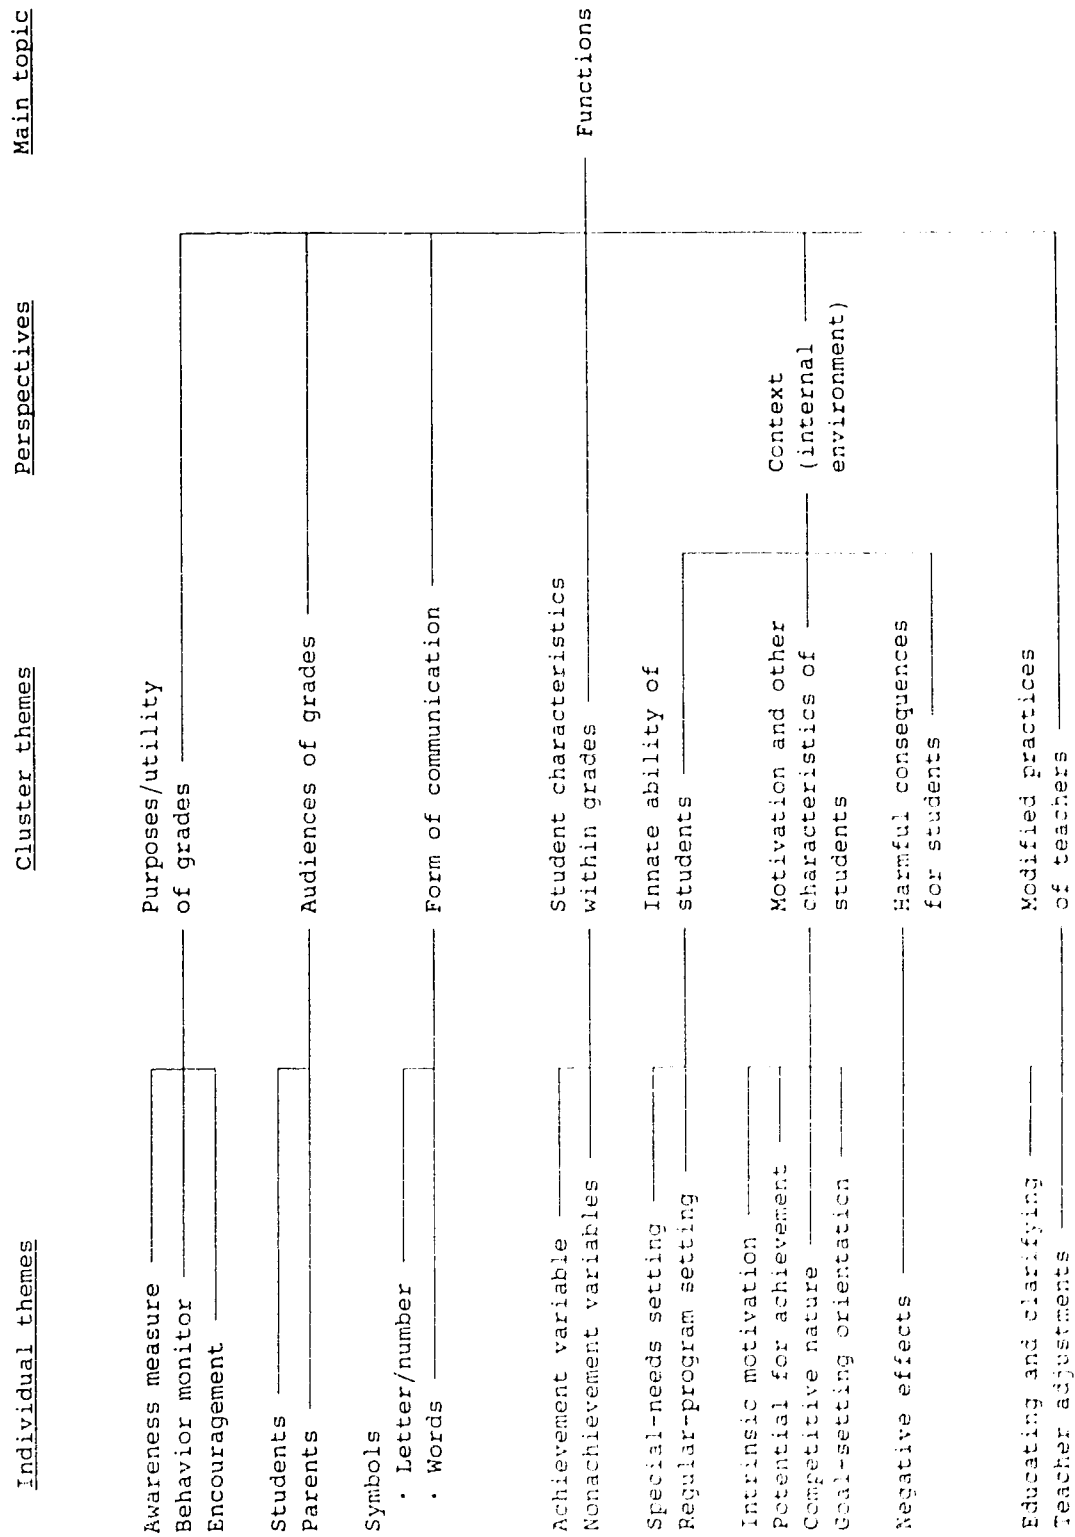 Individual themes
Cluster themes
Perspectives
Main topic
Awareness measure
Behavior monitor
Encouragement
Purposes/utility
of grades
Students
Parents
Audiences of grades
Symbols
· Letter/number
· Words
Form of communication
Functions
Achievement variable
Nonachievement variables
Student characteristics
within grades
Special-needs setting
Regular-program setting
Innate ability of
students
Intrinsic motivation
Potential for achievement
Competitive nature
Goal-setting orientation
Motivation and other
characteristics of
students
Context
(internal
environment)
Negative effects
Harmful consequences
for students
Educating and clarifying
Teacher adjustments
Modified practices
of teachers